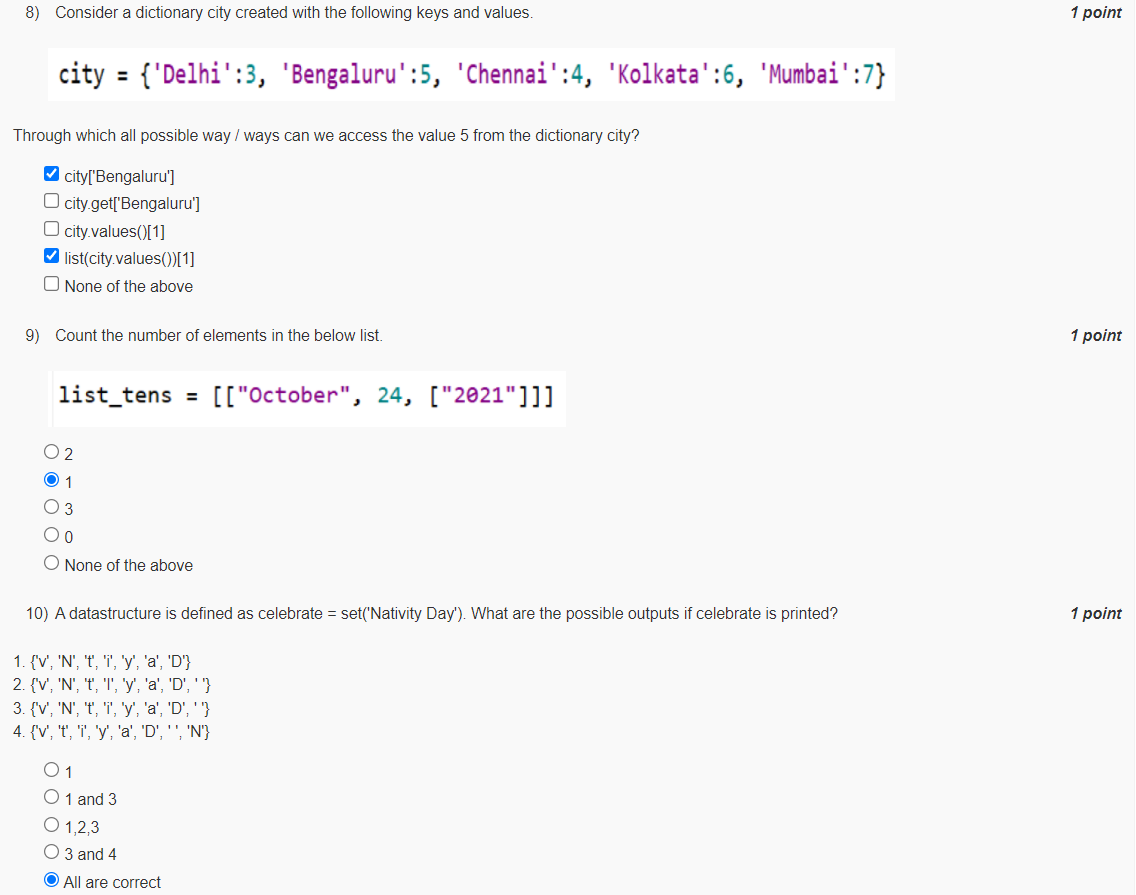 8) Consider a dictionary city created with the following keys and values. 1 point
city = {'Delhi':3, 'Bengaluru':5, 'Chennai':4, 'Kolkata':6, 'Mumbai':7}
Through which all possible way / ways can we access the value 5 from the dictionary city?
city['Bengaluru']
city.get['Bengaluru']
city.values()[1]
list(city.values())[1]
None of the above
9) Count the number of elements in the below list. 1 point
list_tens = [["October", 24, ["2021"]]]
2
1
3
0
None of the above
10) A datastructure is defined as celebrate = set('Nativity Day'). What are the possible outputs if celebrate is printed? 1 point
1. {'v', 'N', 't', 'i', 'y', 'a', 'D'}
2. {'v', 'N', 't', 'I', 'y', 'a', 'D', ' '}
3. {'v', 'N', 't', 'i', 'y', 'a', 'D', ' '}
4. {'v', 't', 'i', 'y', 'a', 'D', ' ', 'N'}
1
1 and 3
1,2,3
3 and 4
All are correct